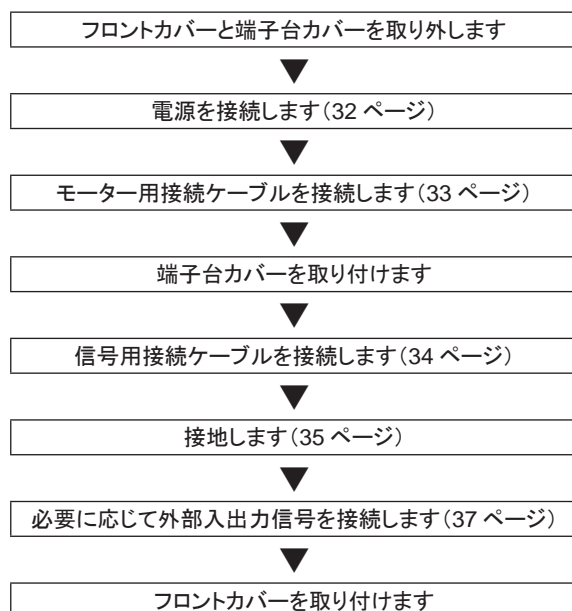 フロントカバーと端子台カバーを取り外します
電源を接続します（32 ページ）
モーター用接続ケーブルを接続します（33 ページ）
端子台カバーを取り付けます
信号用接続ケーブルを接続します（34 ページ）
接地します（35 ページ）
必要に応じて外部入出力信号を接続します（37 ページ）
フロントカバーを取り付けます